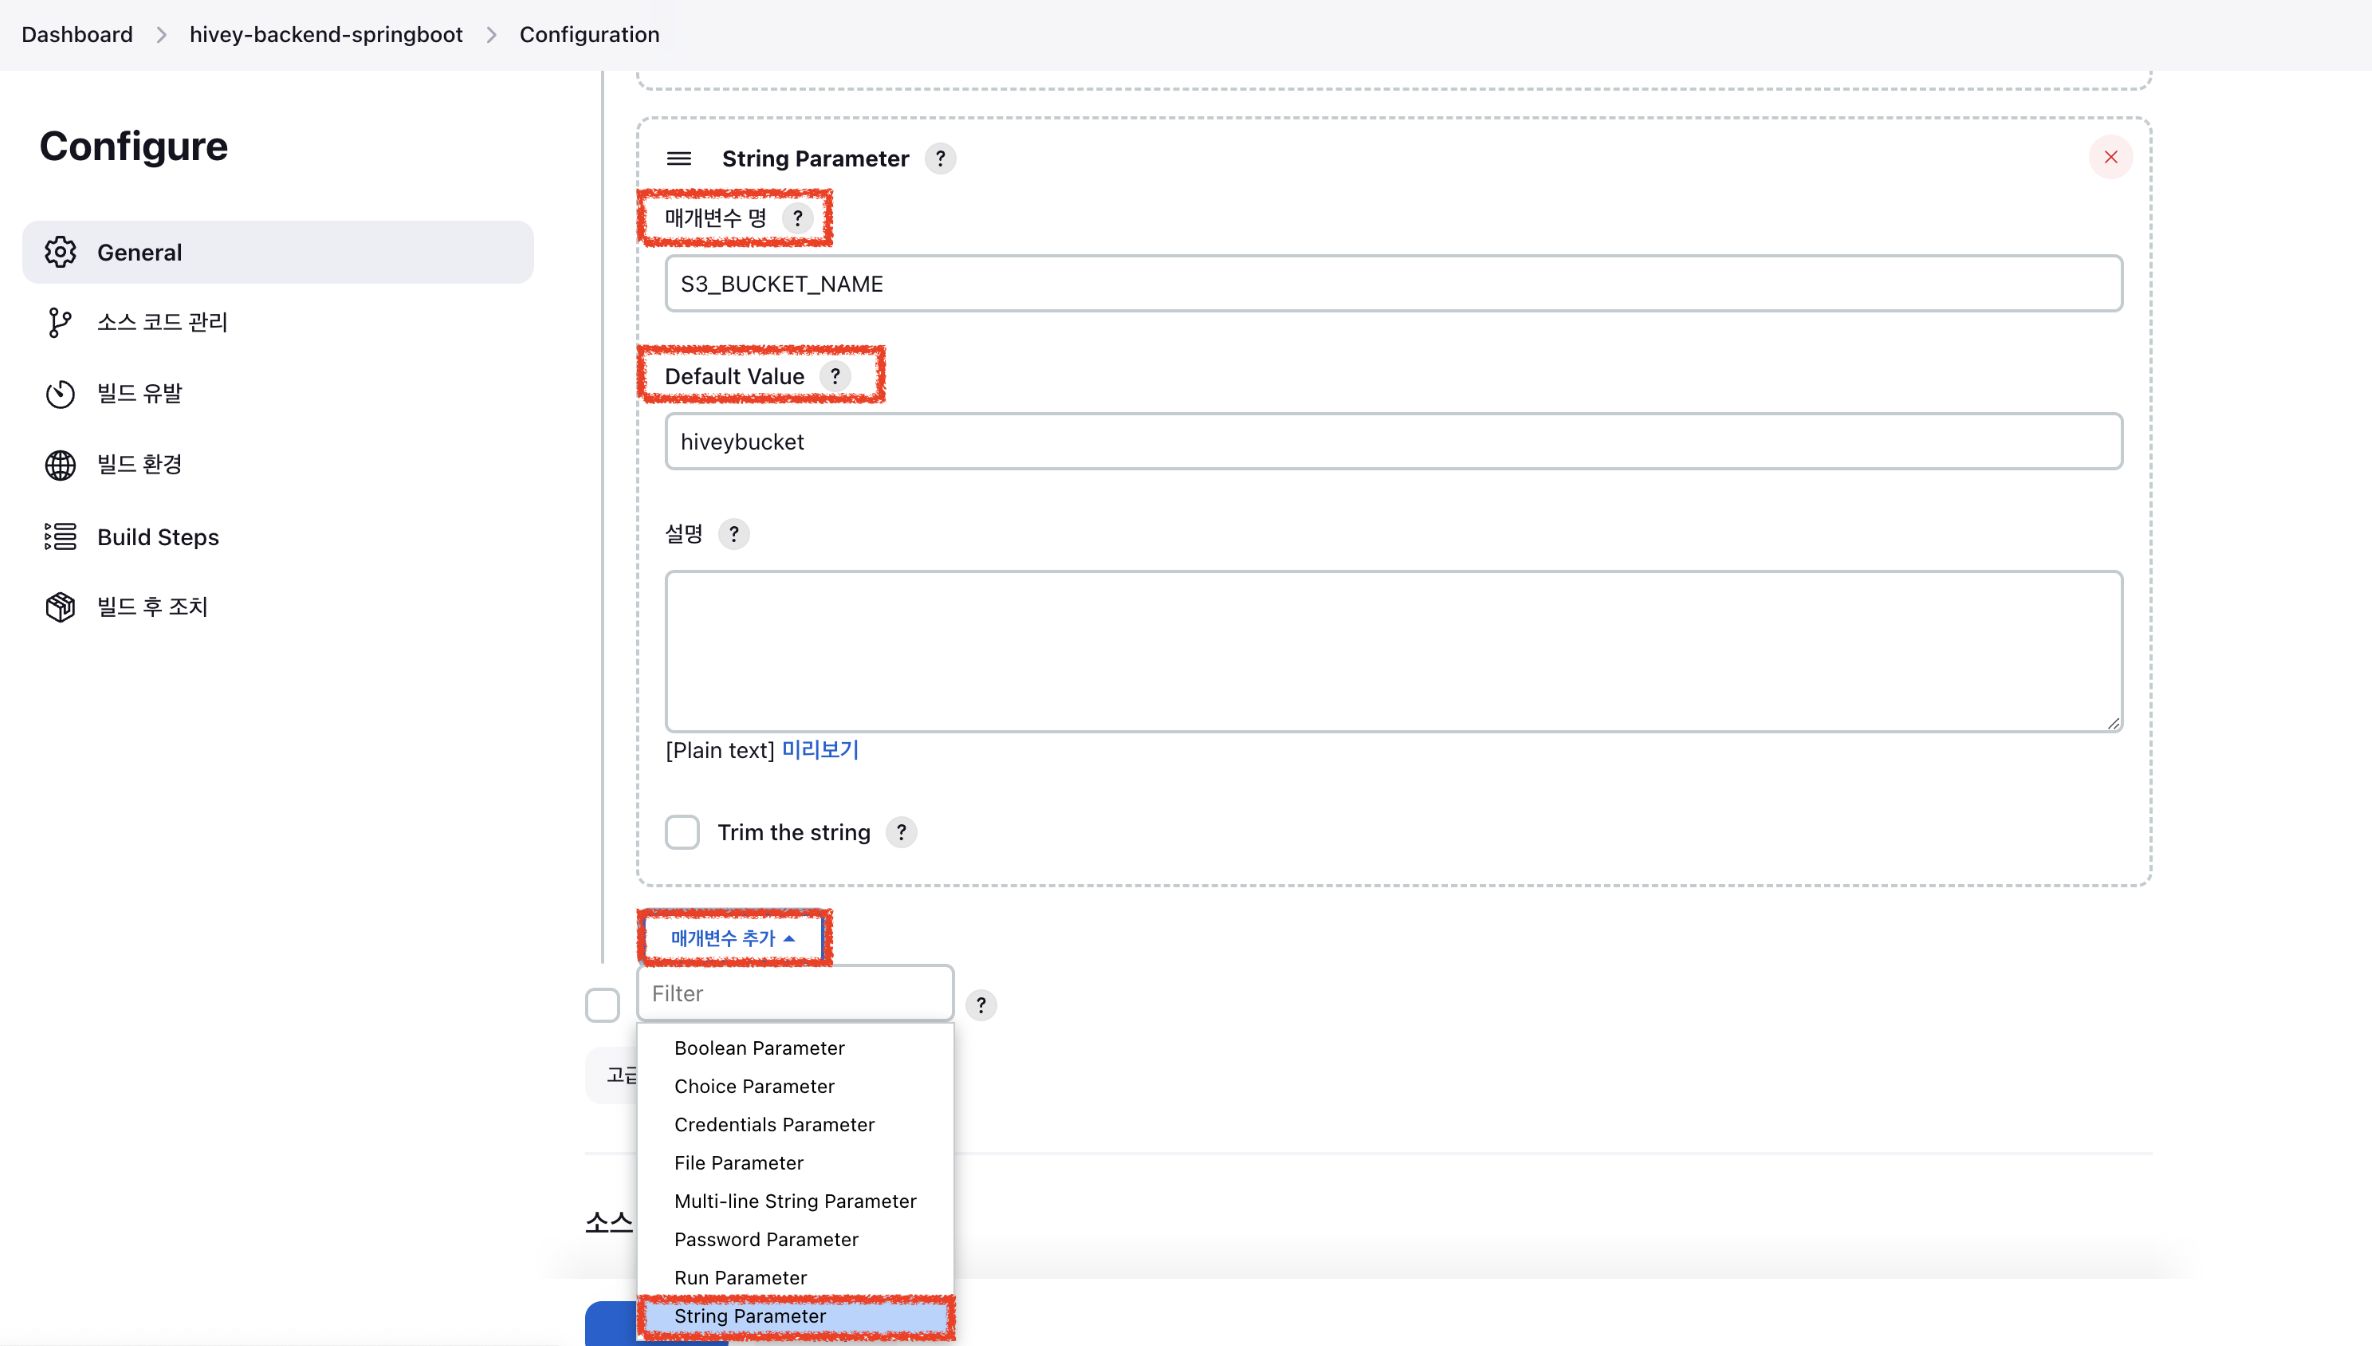 Dashboard > hivey-backend-springboot > Configuration
Configure
General
소스 코드 관리
빌드 유발
빌드 환경
Build Steps
빌드 후 조치
String Parameter ?
매개변수 명 ?
S3_BUCKET_NAME
Default Value ?
hiveybucket
설명 ?
[Plain text] 미리보기
Trim the string ?
매개변수 추가
Filter
?
Boolean Parameter
고급
Choice Parameter
Credentials Parameter
File Parameter
Multi-line String Parameter
소스
Password Parameter
Run Parameter
String Parameter